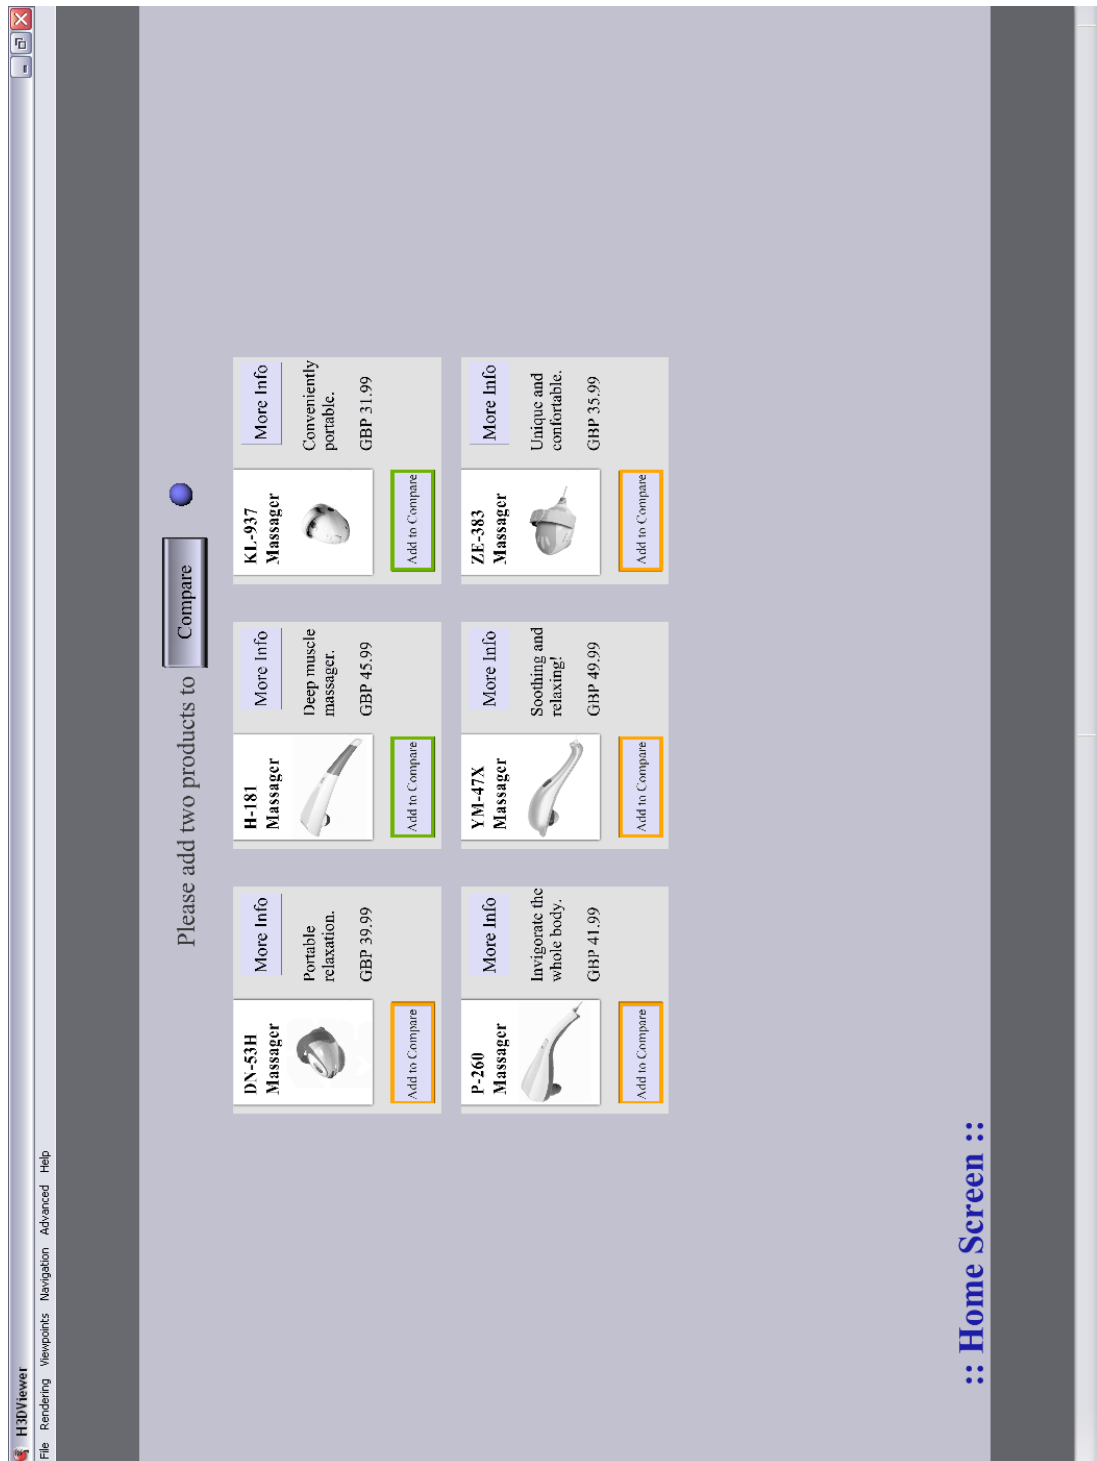 H3DViewer
File Rendering Viewpoints Navigation Advanced Help
Please add two products to Compare
DN-53H
Massager
More Info
Portable
relaxation.
GBP 39.99
Add to Compare
H-181
Massager
More Info
Deep muscle
massager.
GBP 45.99
Add to Compare
KL-937
Massager
More Info
Conveniently
portable.
GBP 31.99
Add to Compare
P-260
Massager
More Info
Invigorate the
whole body.
GBP 41.99
Add to Compare
YM-47X
Massager
More Info
Soothing and
relaxing!
GBP 49.99
Add to Compare
ZE-383
Massager
More Info
Unique and
confortable.
GBP 35.99
Add to Compare
:: Home Screen ::